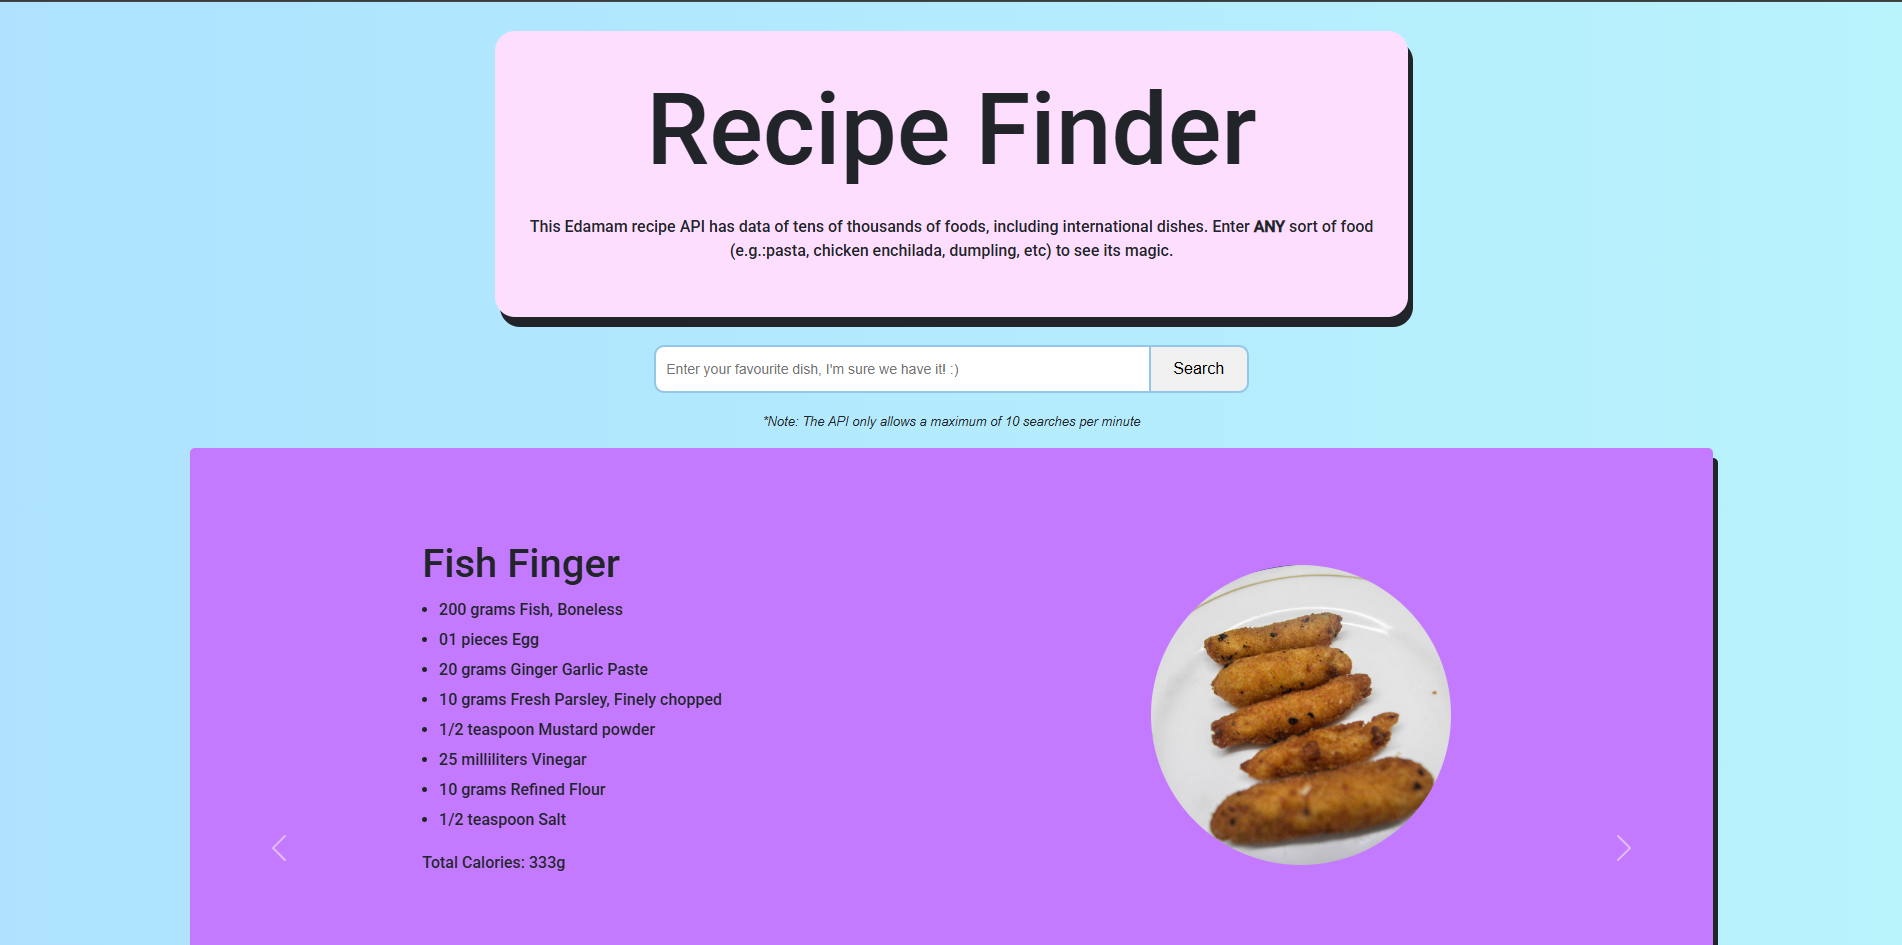 Recipe Finder
This Edamam recipe API has data of tens of thousands of foods, including international dishes. Enter ANY sort of food
(e.g.:pasta, chicken enchilada, dumpling, etc) to see its magic.
Enter your favourite dish, I'm sure we have it! :)
Search
*Note: The API only allows a maximum of 10 searches per minute
Fish Finger
• 200 grams Fish, Boneless
• 01 pieces Egg
• 20 grams Ginger Garlic Paste
• 10 grams Fresh Parsley, Finely chopped
• 1/2 teaspoon Mustard powder
• 25 milliliters Vinegar
• 10 grams Refined Flour
• 1/2 teaspoon Salt
Total Calories: 333g